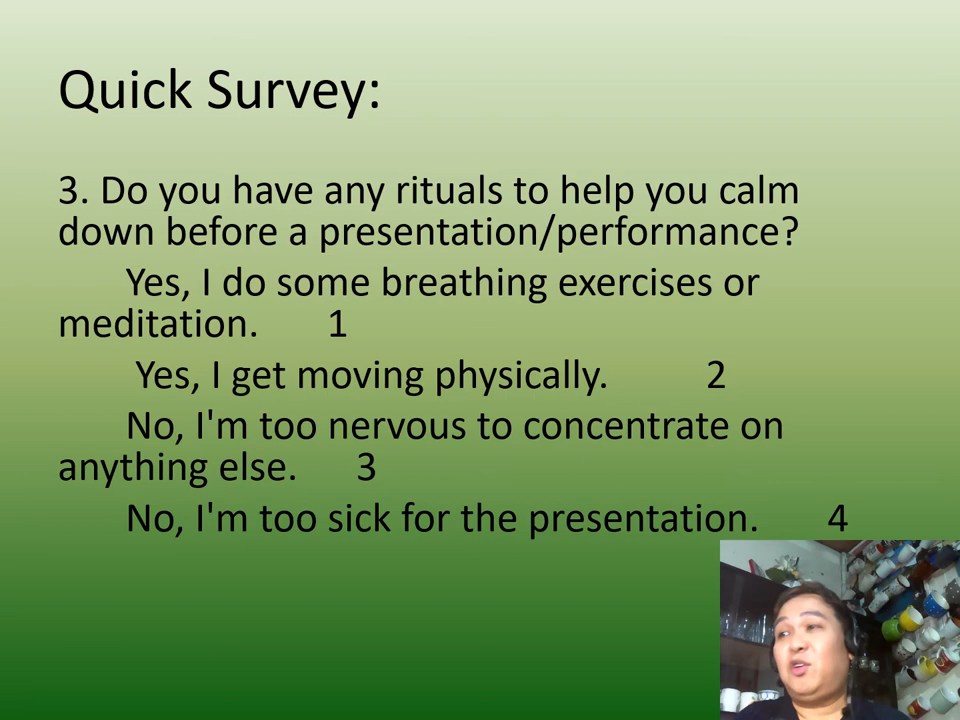 Quick Survey:
3. Do you have any rituals to help you calm
down before a presentation/performance?
Yes, I do some breathing exercises or
meditation. 1
Yes, I get moving physically. 2
No, I'm too nervous to concentrate on
anything else. 3
No, I'm too sick for the presentation. 4